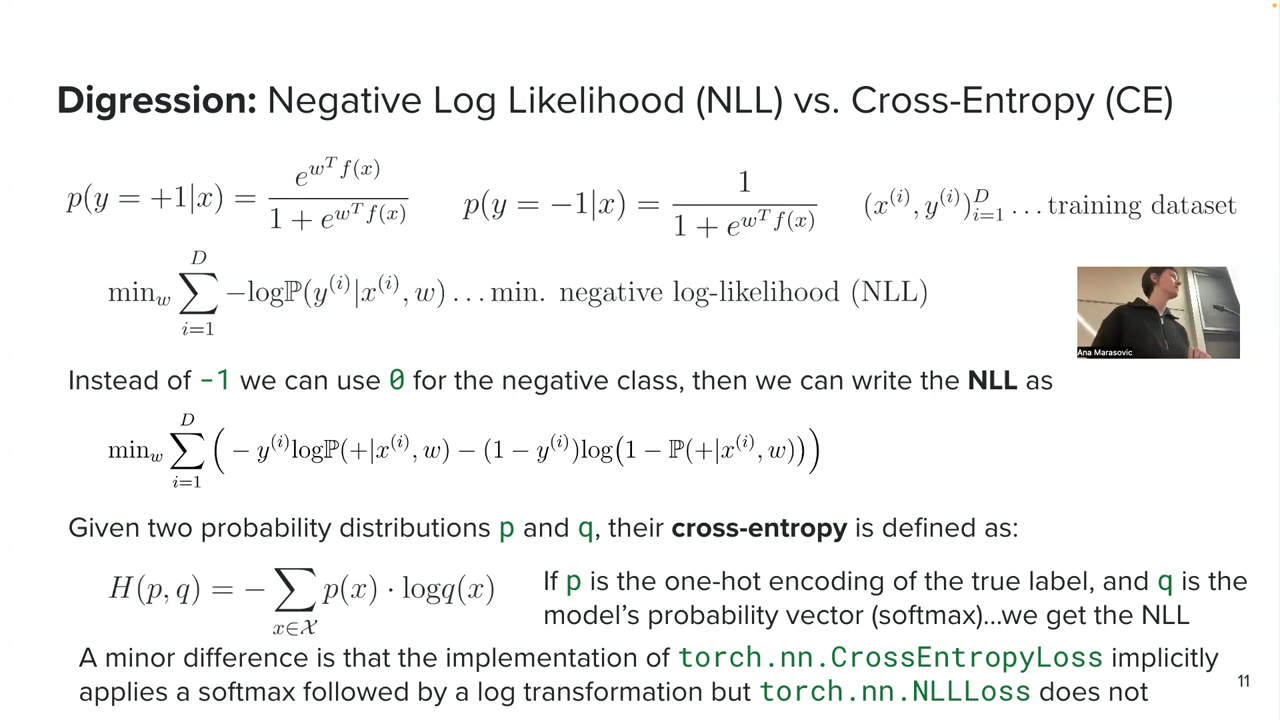 Digression: Negative Log Likelihood (NLL) vs. Cross-Entropy (CE)
p(y = +1|x) = e^{w^T f(x)} / (1 + e^{w^T f(x)})    p(y = −1|x) = 1 / (1 + e^{w^T f(x)})    (x^{(i)}, y^{(i)})_{i=1}^{D} ... training dataset
min_w ∑_{i=1}^{D} −logℙ(y^{(i)}|x^{(i)}, w) ... min. negative log-likelihood (NLL)
Ana Marasovic
Instead of -1 we can use 0 for the negative class, then we can write the NLL as
min_w ∑_{i=1}^{D} ( − y^{(i)}logℙ(+|x^{(i)}, w) − (1 − y^{(i)})log(1 − ℙ(+|x^{(i)}, w)) )
Given two probability distributions p and q, their cross-entropy is defined as:
H(p, q) = − ∑_{x∈𝒳} p(x) · logq(x)
If p is the one-hot encoding of the true label, and q is the
model's probability vector (softmax)...we get the NLL
A minor difference is that the implementation of torch.nn.CrossEntropyLoss implicitly
applies a softmax followed by a log transformation but torch.nn.NLLLoss does not
11